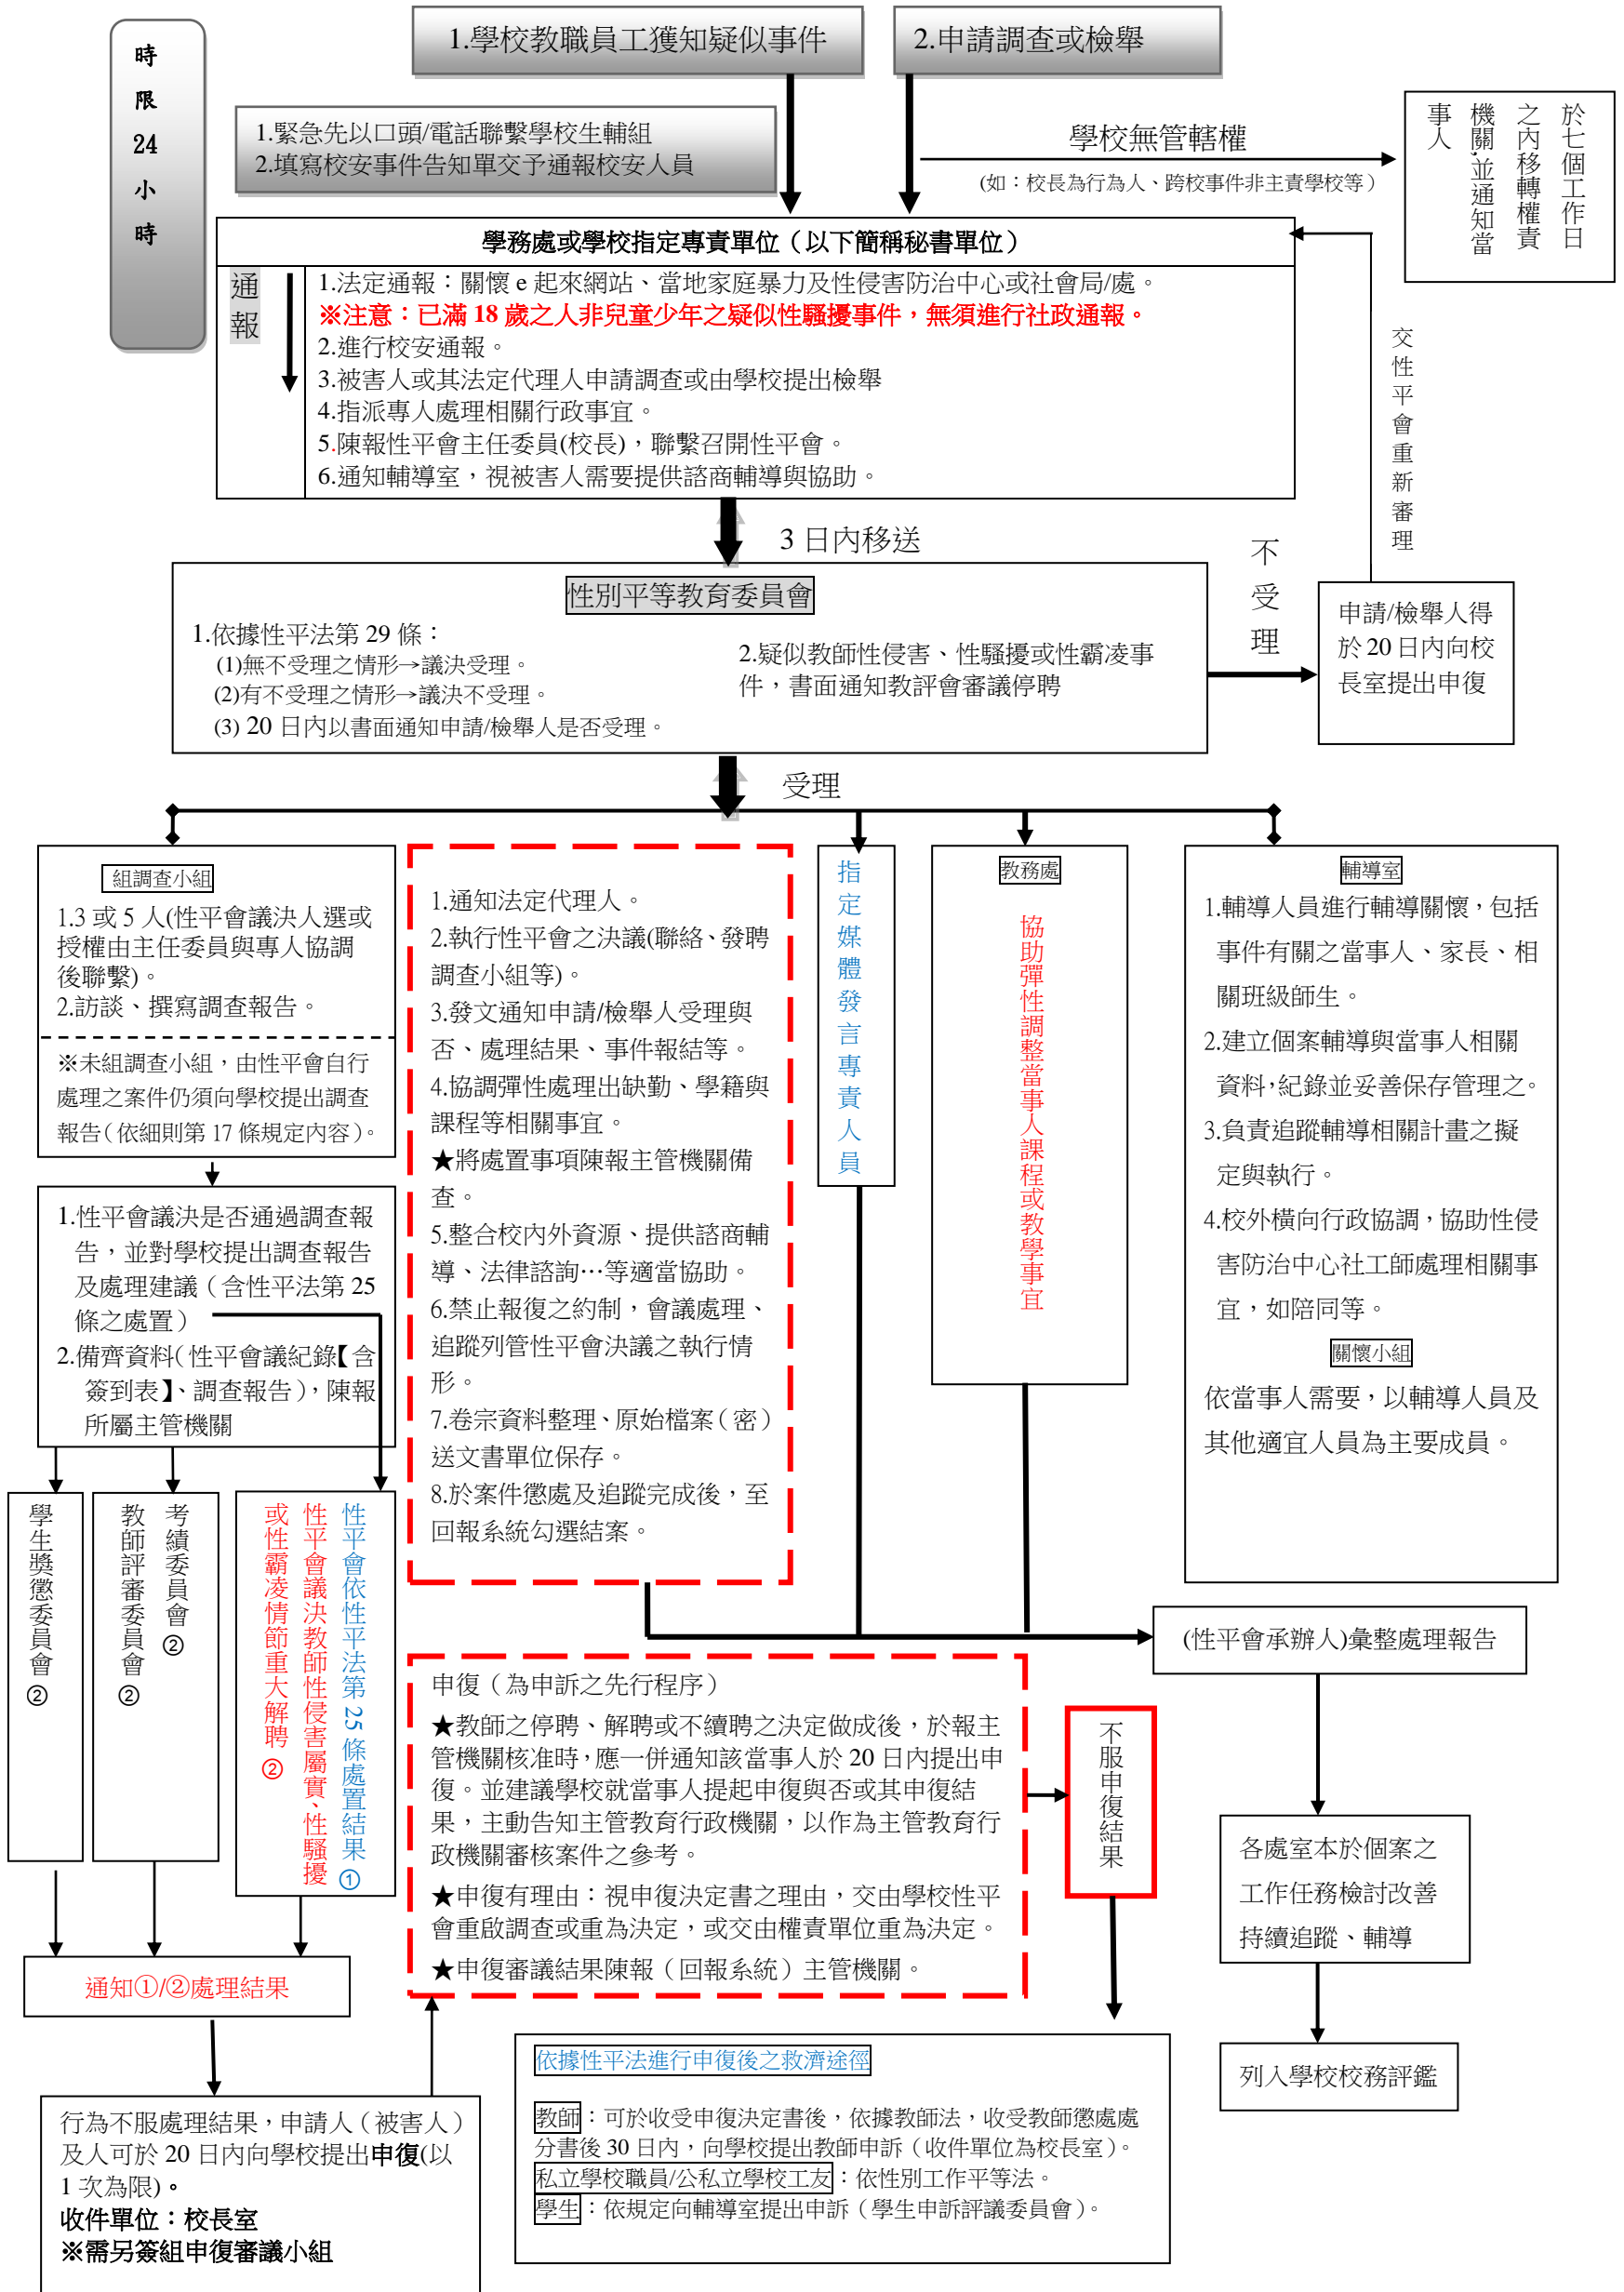 時
限
24
小
時
1.學校教職員工獲知疑似事件
2.申請調查或檢舉
1.緊急先以口頭/電話聯繫學校生輔組
2.填寫校安事件告知單交予通報校安人員
學校無管轄權
(如：校長為行為人、跨校事件非主責學校等）
於七個工作日
之內移轉權責
機關,並通知當
事人
學務處或學校指定專責單位（以下簡稱秘書單位）
通
報
1.法定通報：關懷 e 起來網站、當地家庭暴力及性侵害防治中心或社會局/處。
※注意：已滿 18 歲之人非兒童少年之疑似性騷擾事件，無須進行社政通報。
2.進行校安通報。
3.被害人或其法定代理人申請調查或由學校提出檢舉
4.指派專人處理相關行政事宜。
5.陳報性平會主任委員(校長)，聯繫召開性平會。
6.通知輔導室，視被害人需要提供諮商輔導與協助。
交性平會重新審理
3 日內移送
性別平等教育委員會
1.依據性平法第 29 條：
(1)無不受理之情形→議決受理。
(2)有不受理之情形→議決不受理。
(3) 20 日內以書面通知申請/檢舉人是否受理。
2.疑似教師性侵害、性騷擾或性霸凌事
件，書面通知教評會審議停聘
不
受
理
申請/檢舉人得
於 20 日內向校
長室提出申復
受理
組調查小組
1.3 或 5 人(性平會議決人選或
授權由主任委員與專人協調
後聯繫)。
2.訪談、撰寫調查報告。
※未組調查小組，由性平會自行
處理之案件仍須向學校提出調查
報告（依細則第 17 條規定內容）。
1.性平會議決是否通過調查報
告，並對學校提出調查報告
及處理建議（含性平法第 25
條之處置）
2.備齊資料（性平會議紀錄【含
簽到表】、調查報告），陳報
所屬主管機關
1.通知法定代理人。
2.執行性平會之決議(聯絡、發聘
調查小組等)。
3.發文通知申請/檢舉人受理與
否、處理結果、事件報結等。
4.協調彈性處理出缺勤、學籍與
課程等相關事宜。
★將處置事項陳報主管機關備
查。
5.整合校內外資源、提供諮商輔
導、法律諮詢…等適當協助。
6.禁止報復之約制，會議處理、
追蹤列管性平會決議之執行情
形。
7.卷宗資料整理、原始檔案（密）
送文書單位保存。
8.於案件懲處及追蹤完成後，至
回報系統勾選結案。
指定媒體發言專責人員
教務處
協助彈性調整當事人課程或教學事宜
輔導室
1.輔導人員進行輔導關懷，包括
事件有關之當事人、家長、相
關班級師生。
2.建立個案輔導與當事人相關
資料,紀錄並妥善保存管理之。
3.負責追蹤輔導相關計畫之擬
定與執行。
4.校外橫向行政協調，協助性侵
害防治中心社工師處理相關事
宜，如陪同等。
關懷小組
依當事人需要，以輔導人員及
其他適宜人員為主要成員。
學生獎懲委員會②
考績委員會②
教師評審委員會②
性平會依性平法第 25 條處置結果①
性平會議決教師性侵害屬實、性騷擾
或性霸凌情節重大解聘②
(性平會承辦人)彙整處理報告
申復（為申訴之先行程序）
★教師之停聘、解聘或不續聘之決定做成後，於報主
管機關核准時，應一併通知該當事人於 20 日內提出申
復。並建議學校就當事人提起申復與否或其申復結
果，主動告知主管教育行政機關，以作為主管教育行
政機關審核案件之參考。
★申復有理由：視申復決定書之理由，交由學校性平
會重啟調查或重為決定，或交由權責單位重為決定。
★申復審議結果陳報（回報系統）主管機關。
不服申復結果
各處室本於個案之
工作任務檢討改善
持續追蹤、輔導
通知①/②處理結果
列入學校校務評鑑
行為不服處理結果，申請人（被害人）
及人可於 20 日內向學校提出申復(以
1 次為限)。
收件單位：校長室
※需另簽組申復審議小組
依據性平法進行申復後之救濟途徑
教師：可於收受申復決定書後，依據教師法，收受教師懲處處
分書後 30 日內，向學校提出教師申訴（收件單位為校長室）。
私立學校職員/公私立學校工友：依性別工作平等法。
學生：依規定向輔導室提出申訴（學生申訴評議委員會）。